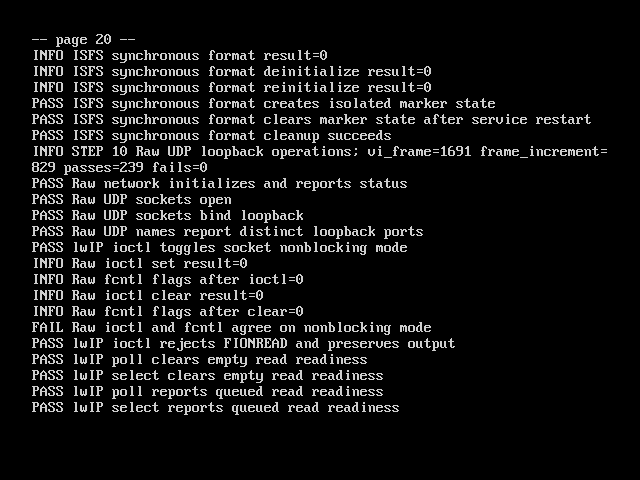 -- page 20 --
INFO ISFS synchronous format result=0
INFO ISFS synchronous format deinitialize result=0
INFO ISFS synchronous format reinitialize result=0
PASS ISFS synchronous format creates isolated marker state
PASS ISFS synchronous format clears marker state after service restart
PASS ISFS synchronous format cleanup succeeds
INFO STEP 10 Raw UDP loopback operations; vi_frame=1691 frame_increment=
829 passes=239 fails=0
PASS Raw network initializes and reports status
PASS Raw UDP sockets open
PASS Raw UDP sockets bind loopback
PASS Raw UDP names report distinct loopback ports
PASS lwIP ioctl toggles socket nonblocking mode
INFO Raw ioctl set result=0
INFO Raw fcntl flags after ioctl=0
INFO Raw ioctl clear result=0
INFO Raw fcntl flags after clear=0
FAIL Raw ioctl and fcntl agree on nonblocking mode
PASS lwIP ioctl rejects FIONREAD and preserves output
PASS lwIP poll clears empty read readiness
PASS lwIP select clears empty read readiness
PASS lwIP poll reports queued read readiness
PASS lwIP select reports queued read readiness